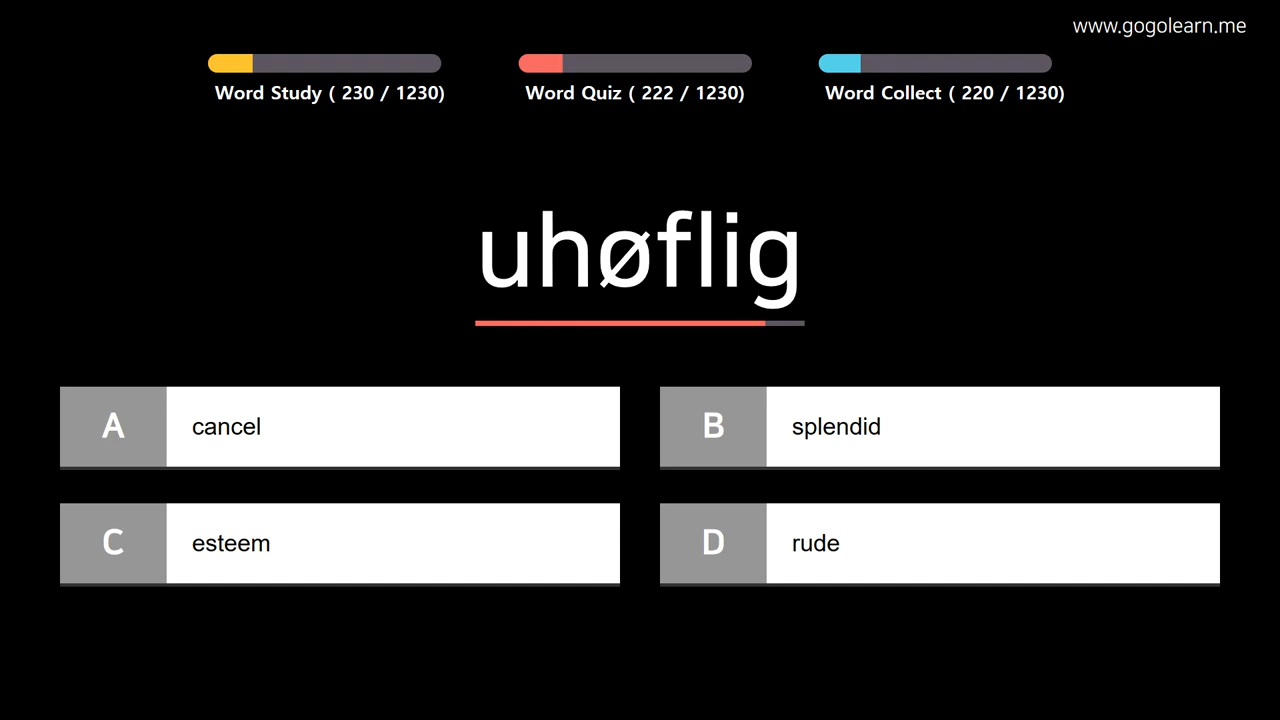 www.gogolearn.me
Word Study ( 230 / 1230)
Word Quiz ( 222 / 1230)
Word Collect ( 220 / 1230)
uhøflig
A cancel
B splendid
C esteem
D rude